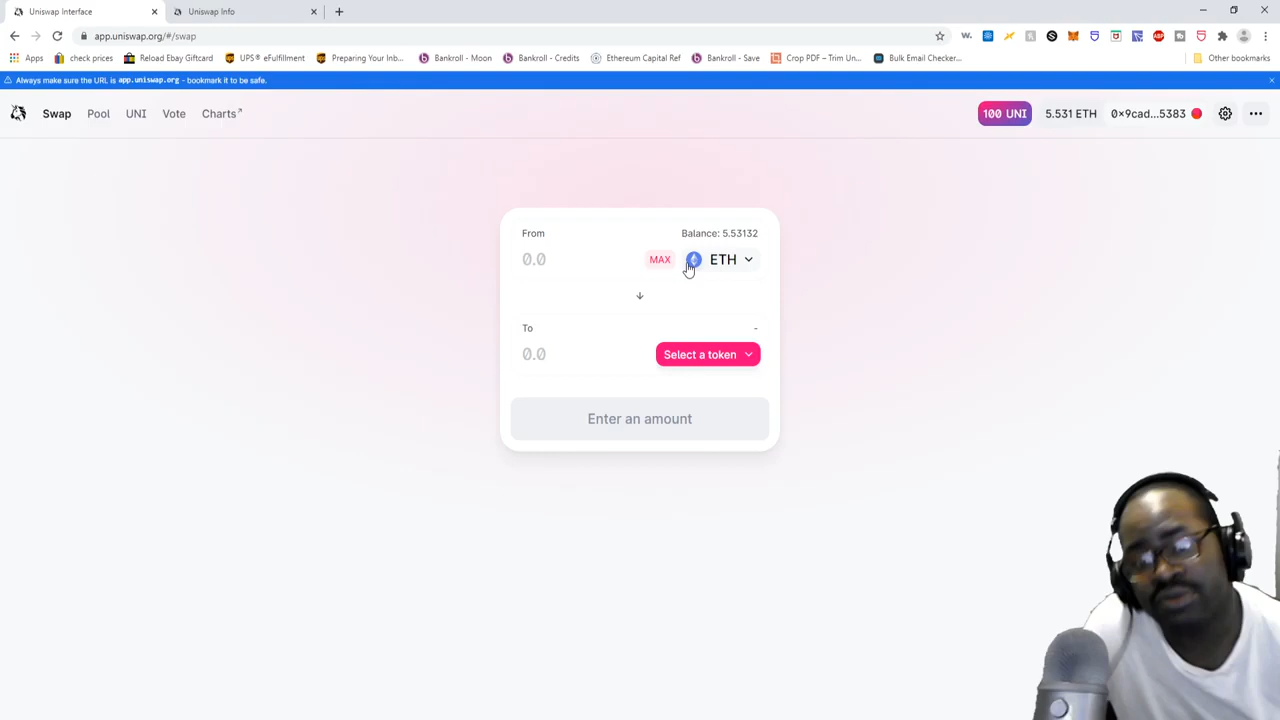 Uniswap Interface
Uniswap Info
app.uniswap.org/#/swap
Apps
check prices
Reload Ebay Giftcard
UPS® eFulfillment
Preparing Your Inb...
Bankroll - Moon
Bankroll - Credits
Ethereum Capital Ref
Bankroll - Save
Crop PDF – Trim Un...
Bulk Email Checker...
Other bookmarks
Always make sure the URL is app.uniswap.org - bookmark it to be safe.
Swap
Pool
UNI
Vote
Charts↗
100 UNI
5.531 ETH
0x9cad...5383
From
Balance: 5.53132
0.0
MAX
ETH
To
-
0.0
Select a token
Enter an amount